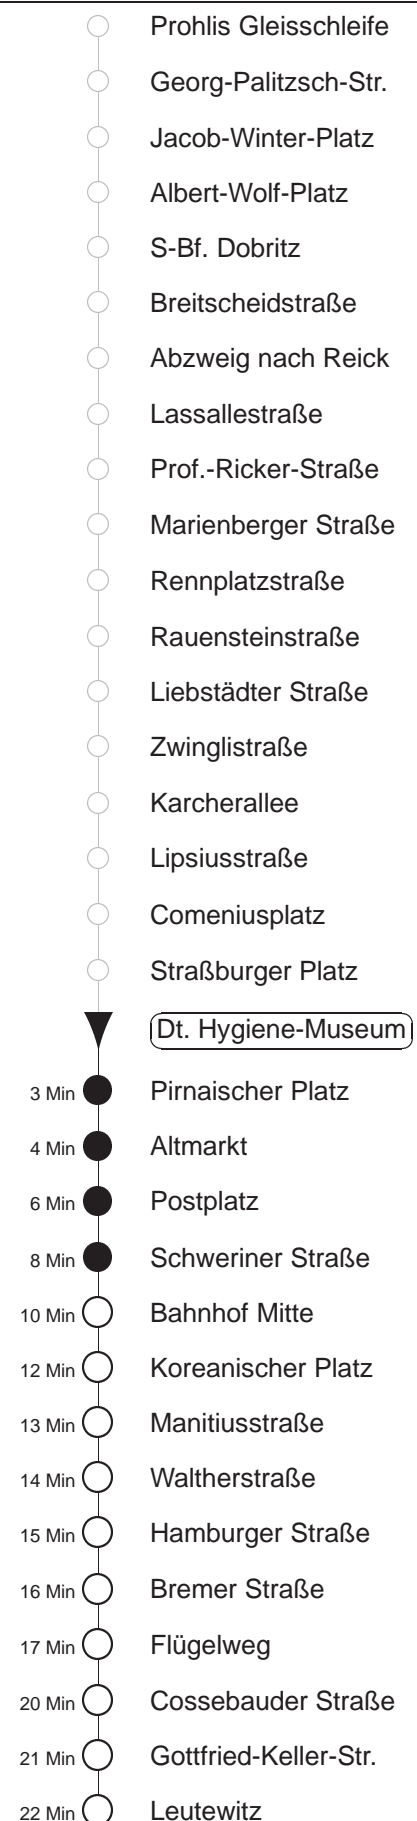 Prohlis Gleisschleife
Georg-Palitzsch-Str.
Jacob-Winter-Platz
Albert-Wolf-Platz
S-Bf. Dobritz
Breitscheidstraße
Abzweig nach Reick
Lassallestraße
Prof.-Ricker-Straße
Marienberger Straße
Rennplatzstraße
Rauensteinstraße
Liebstädter Straße
Zwinglistraße
Karcherallee
Lipsiusstraße
Comeniusplatz
Straßburger Platz
Dt. Hygiene-Museum
3 Min Pirnaischer Platz
4 Min Altmarkt
6 Min Postplatz
8 Min Schweriner Straße
10 Min Bahnhof Mitte
12 Min Koreanischer Platz
13 Min Manitiusstraße
14 Min Waltherstraße
15 Min Hamburger Straße
16 Min Bremer Straße
17 Min Flügelweg
20 Min Cossebauder Straße
21 Min Gottfried-Keller-Str.
22 Min Leutewitz